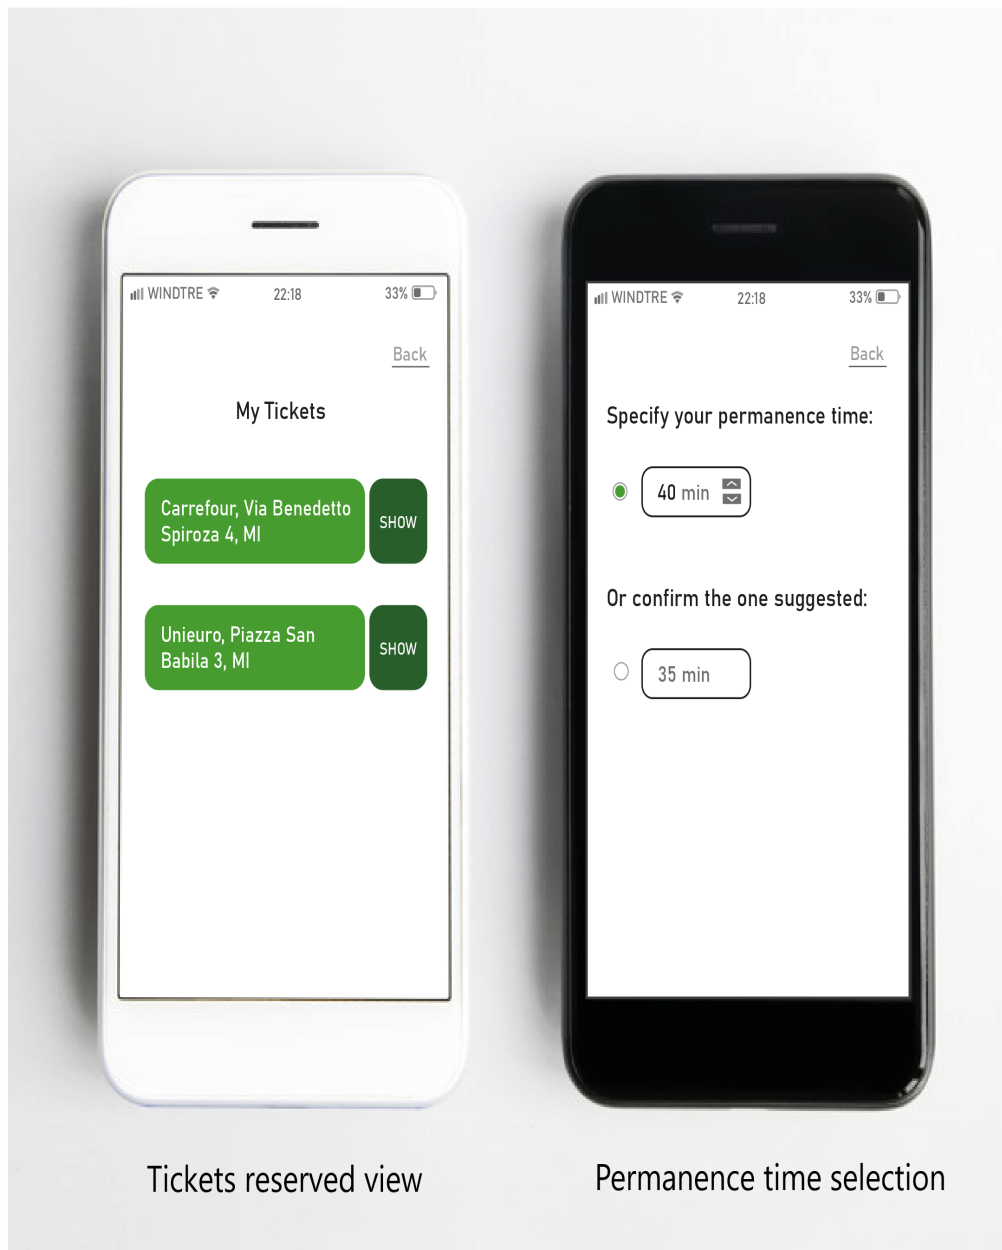 WINDTRE 22:18 33%
Back
My Tickets
Carrefour, Via Benedetto
Spiroza 4, MI
SHOW
Unieuro, Piazza San
Babila 3, MI
SHOW
Tickets reserved view
WINDTRE 22:18 33%
Back
Specify your permanence time:
40 min
Or confirm the one suggested:
35 min
Permanence time selection